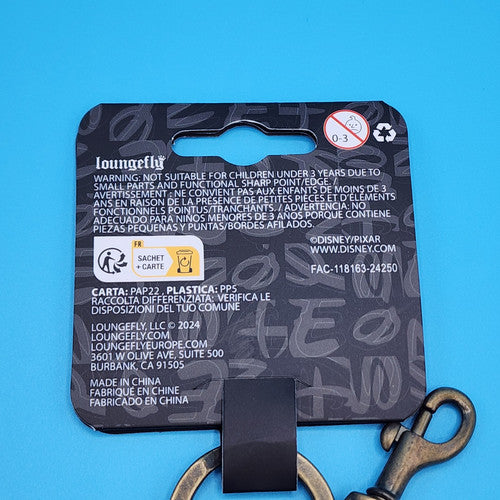 0-3
loungefly
WARNING: NOT SUITABLE FOR CHILDREN UNDER 3 YEARS DUE TO
SMALL PARTS AND FUNCTIONAL SHARP POINT/EDGE. /
AVERTISSEMENT : NE CONVIENT PAS AUX ENFANTS DE MOINS DE 3
ANS EN RAISON DE LA PRÉSENCE DE PETITES PIÈCES ET D'ÉLÉMENTS
FONCTIONNELS POINTUS/TRANCHANTS. / ADVERTENCIA: NO
ADECUADO PARA NIÑOS MENORES DE 3 AÑOS PORQUE CONTIENE
PIEZAS PEQUEÑAS Y PUNTAS/BORDES AFILADOS.
©DISNEY/PIXAR
WWW.DISNEY.COM
FAC-118163-24250
FR
SACHET
+ CARTE
CARTA: PAP22, PLASTICA: PP5
RACCOLTA DIFFERENZIATA: VERIFICA LE
DISPOSIZIONI DEL TUO COMUNE
LOUNGEFLY, LLC © 2024
LOUNGEFLY.COM
LOUNGEFLYEUROPE.COM
3601 W OLIVE AVE, SUITE 500
BURBANK, CA 91505
MADE IN CHINA
FABRIQUÉ EN CHINE
FABRICADO EN CHINA